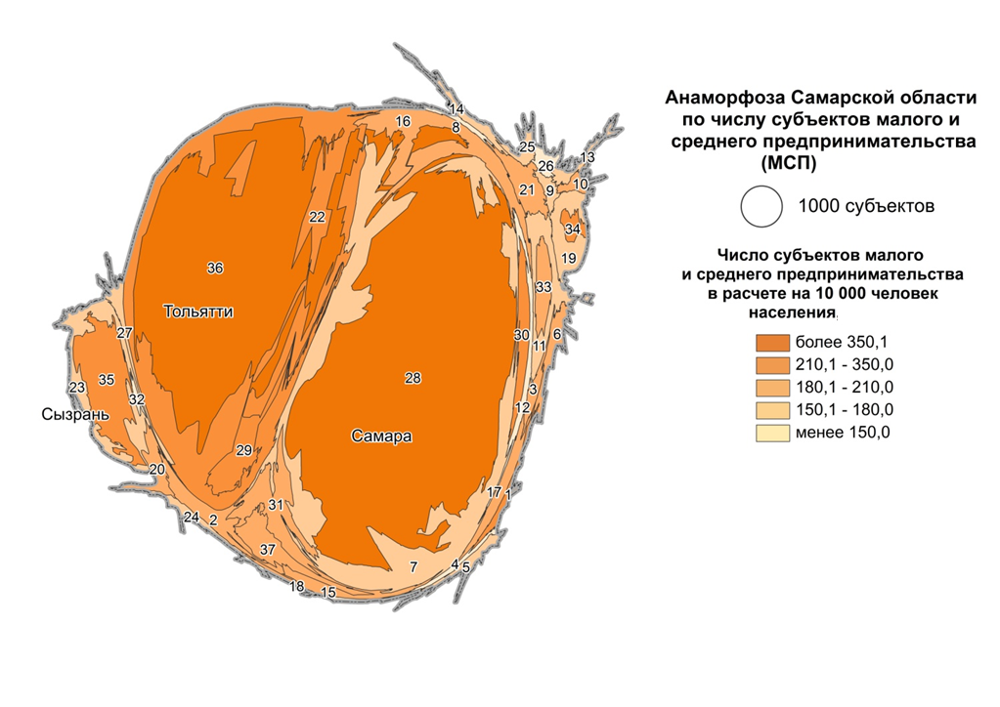 Анаморфоза Самарской области
по числу субъектов малого и
среднего предпринимательства
(МСП)
1000 субъектов
Число субъектов малого
и среднего предпринимательства
в расчете на 10 000 человек
населения
более 350,1
210,1 - 350,0
180,1 - 210,0
150,1 - 180,0
менее 150,0
14
16
8
25
26
13
10
9
21
22
34
19
36
33
Тольятти
27
30
11
6
35
28
23
32
3
12
Сызрань
Самара
29
20
17
1
31
24
2
37
7
4
5
18
15